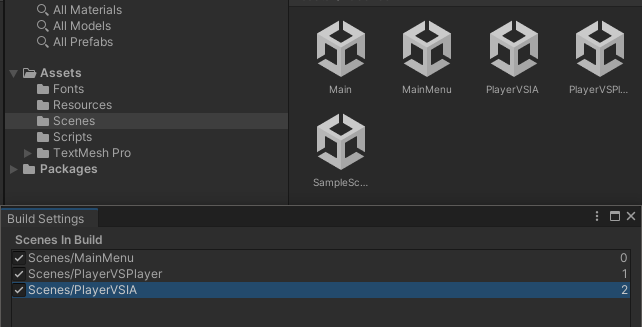 All Materials
All Models
All Prefabs
Assets
Fonts
Resources
Scenes
Scripts
TextMesh Pro
Packages
Main
MainMenu
PlayerVSIA
PlayerVSPl...
SampleSc...
Build Settings
Scenes In Build
Scenes/MainMenu 0
Scenes/PlayerVSPlayer 1
Scenes/PlayerVSIA 2